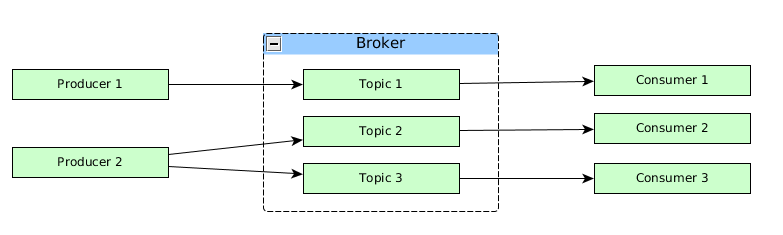 Broker
Producer 1
Topic 1
Consumer 1
Topic 2
Consumer 2
Producer 2
Topic 3
Consumer 3